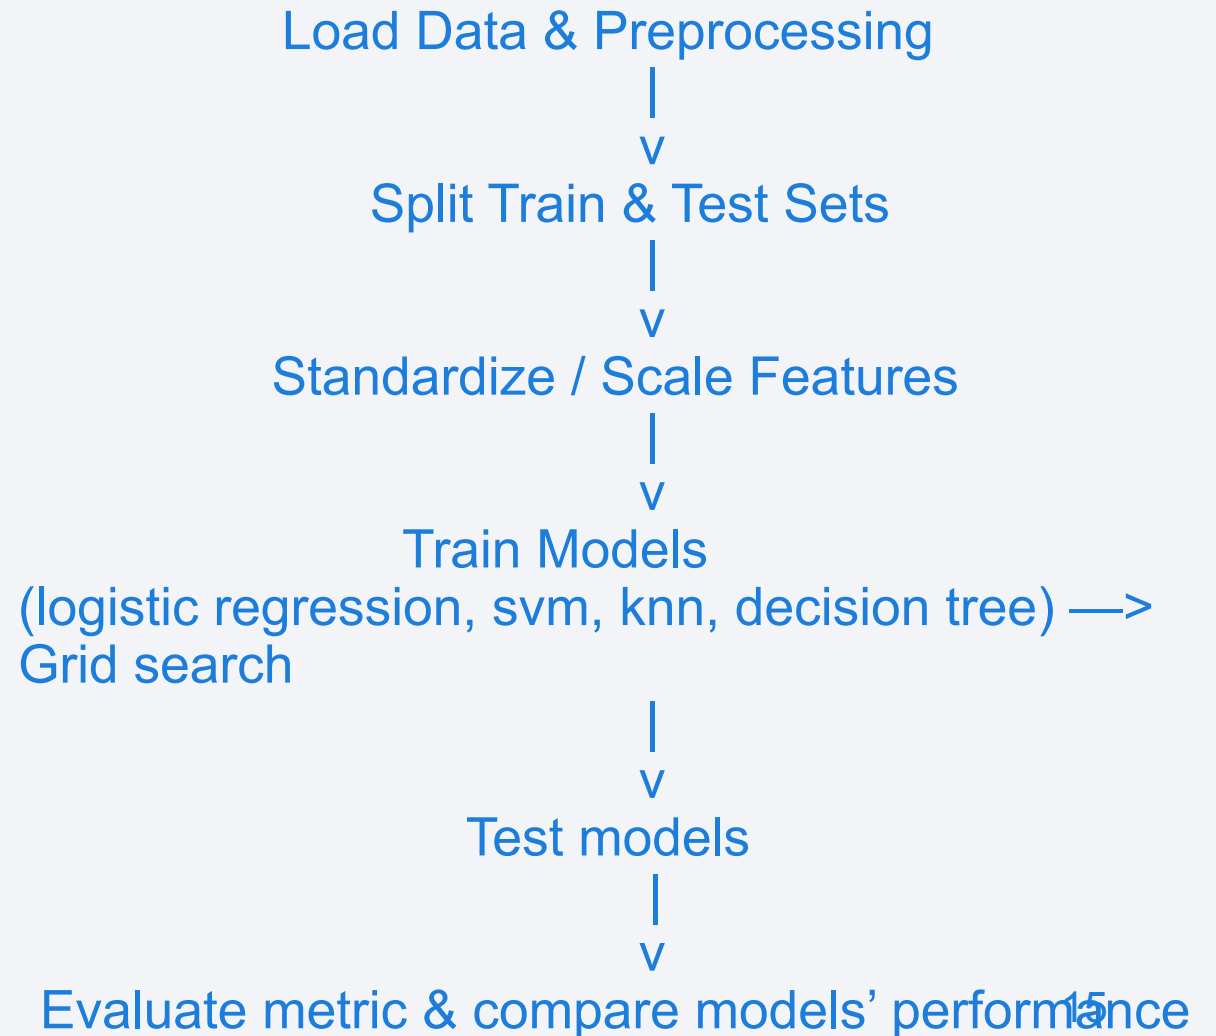 Load Data & Preprocessing
|
v
Split Train & Test Sets
|
v
Standardize / Scale Features
|
v
Train Models
(logistic regression, svm, knn, decision tree) —>
Grid search
|
v
Test models
|
v
Evaluate metric & compare models’ performance
15